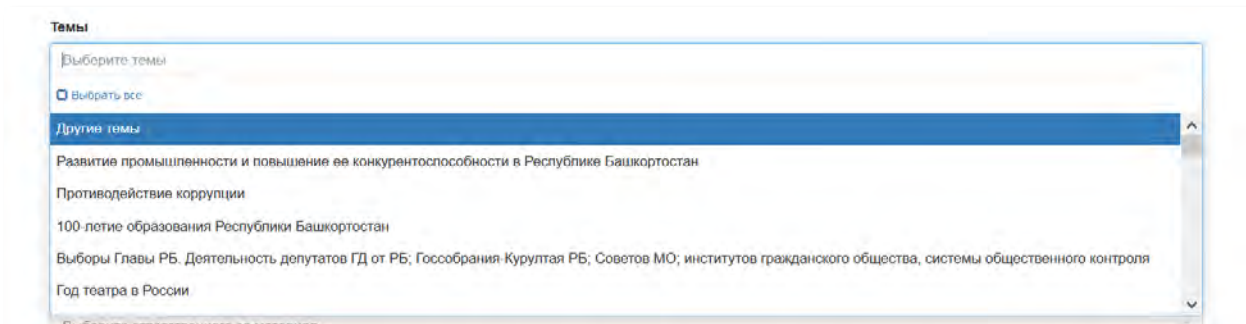 Темы
Выберите темы
Выбрать все
Другие темы
Развитие промышленности и повышение ее конкурентоспособности в Республике Башкортостан
Противодействие коррупции
100-летие образования Республики Башкортостан
Выборы Главы РБ. Деятельность депутатов ГД от РБ; Госсобрания-Курултая РБ; Советов МО; институтов гражданского общества, системы общественного контроля
Год театра в России